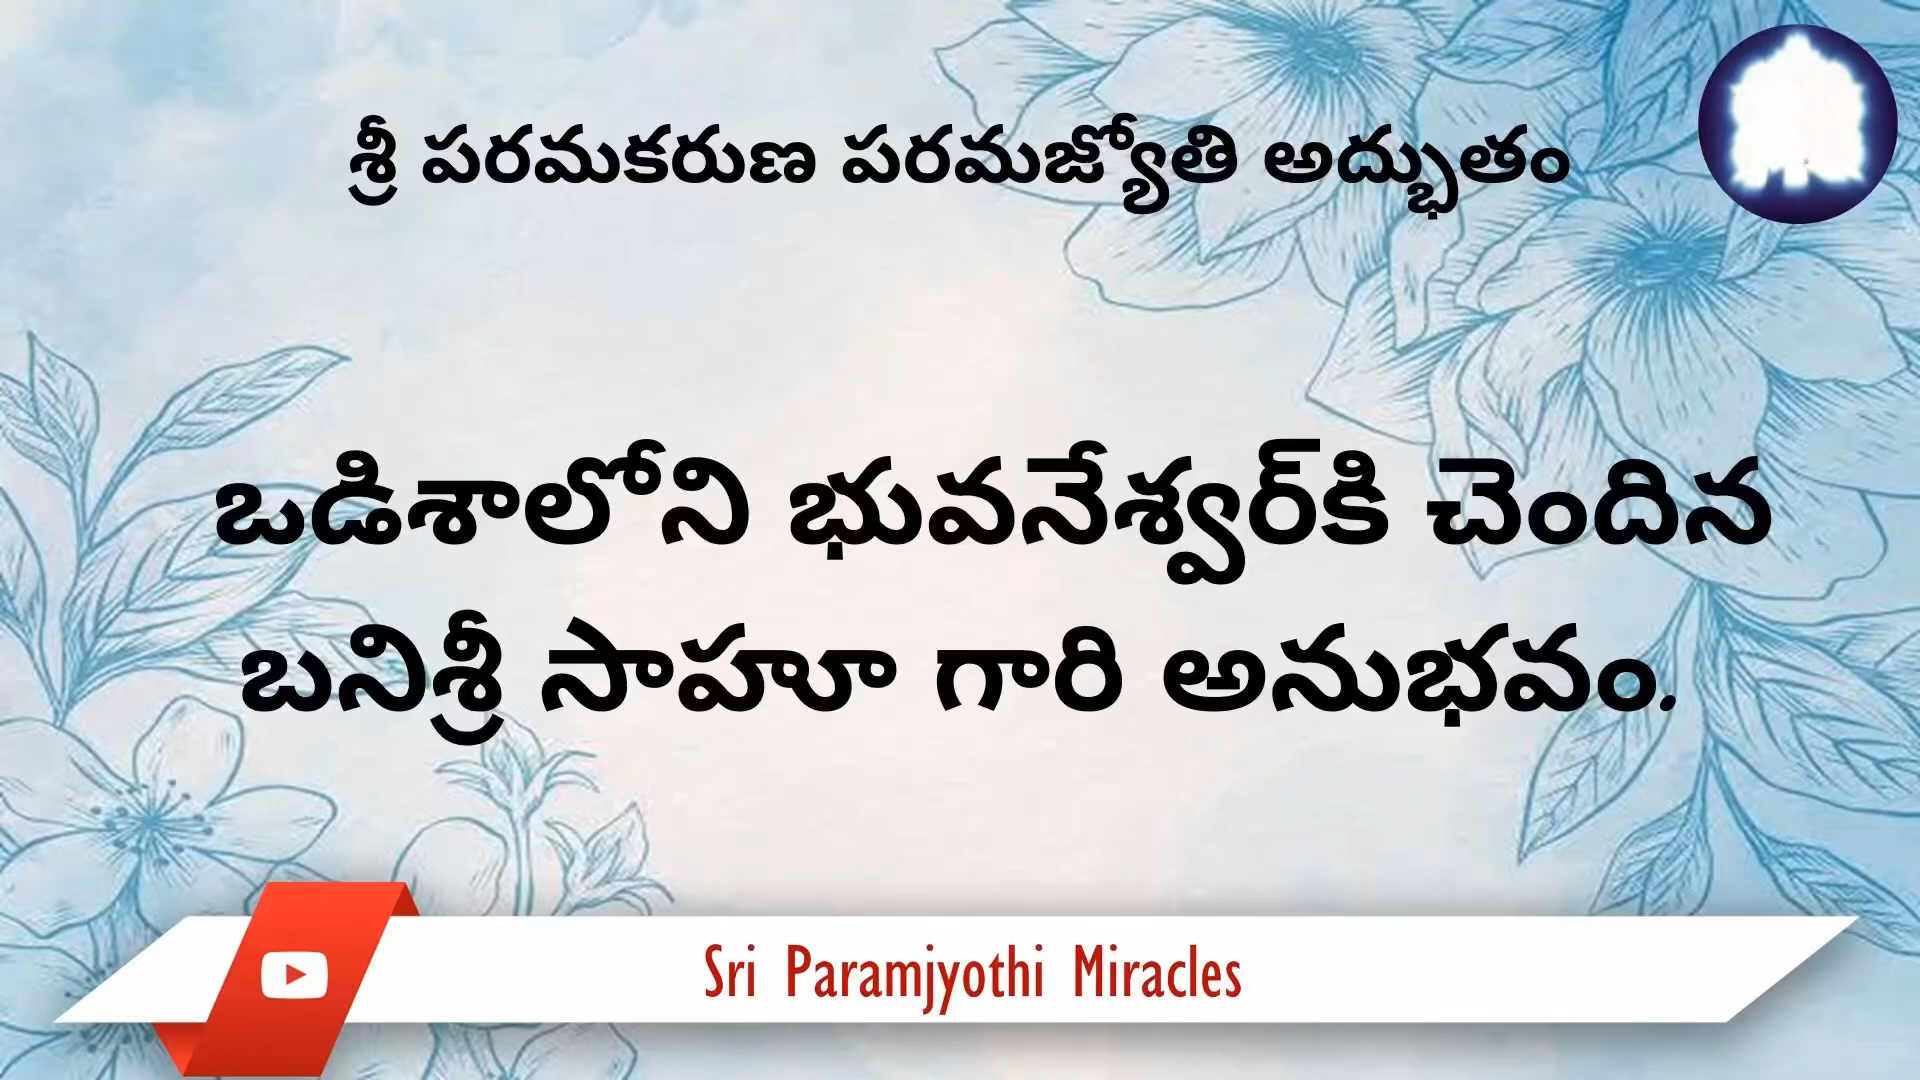 శ్రీ పరమకరుణ పరమజ్యోతి అద్భుతం
ఒడిశాలోని భువనేశ్వర్‌కి చెందిన
బనిశ్రీ సాహూ గారి అనుభవం.
Sri Paramjyothi Miracles